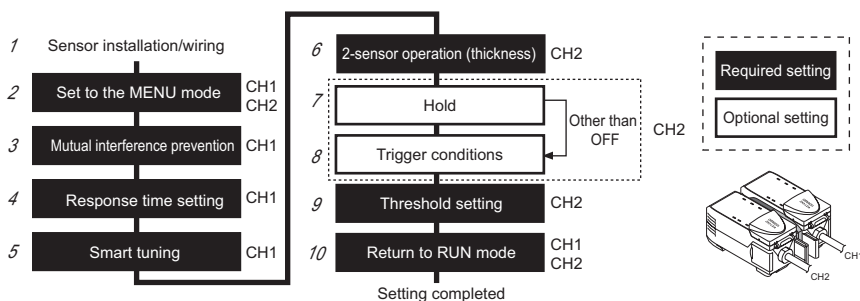 1 Sensor installation/wiring
2 Set to the MENU mode CH1
CH2
3 Mutual interference prevention CH1
4 Response time setting CH1
5 Smart tuning CH1
6 2-sensor operation (thickness) CH2
7 Hold
Other than
OFF
CH2
8 Trigger conditions
9 Threshold setting CH2
10 Return to RUN mode CH1
CH2
Setting completed
Required setting
Optional setting
CH1
CH2